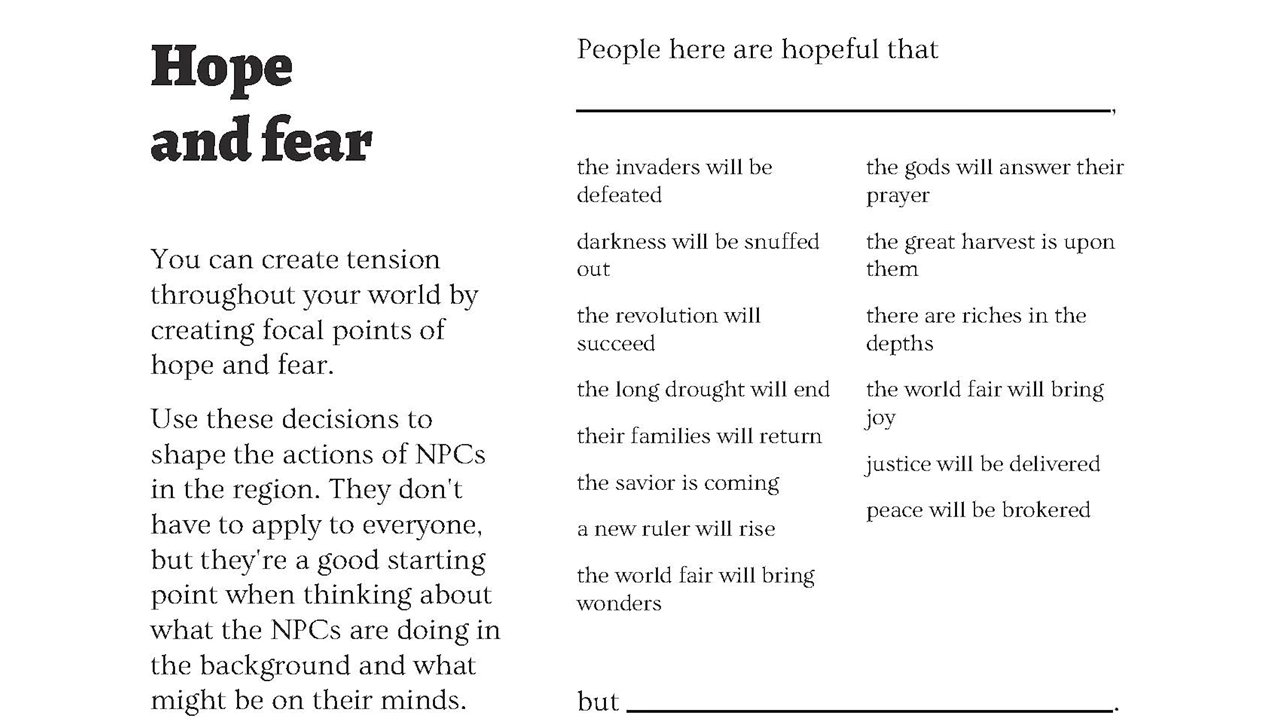 Hope
and fear
You can create tension
throughout your world by
creating focal points of
hope and fear.
Use these decisions to
shape the actions of NPCs
in the region. They don't
have to apply to everyone,
but they're a good starting
point when thinking about
what the NPCs are doing in
the background and what
might be on their minds.
People here are hopeful that
,
the invaders will be
defeated
darkness will be snuffed
out
the revolution will
succeed
the long drought will end
their families will return
the savior is coming
a new ruler will rise
the world fair will bring
wonders
the gods will answer their
prayer
the great harvest is upon
them
there are riches in the
depths
the world fair will bring
joy
justice will be delivered
peace will be brokered
but .